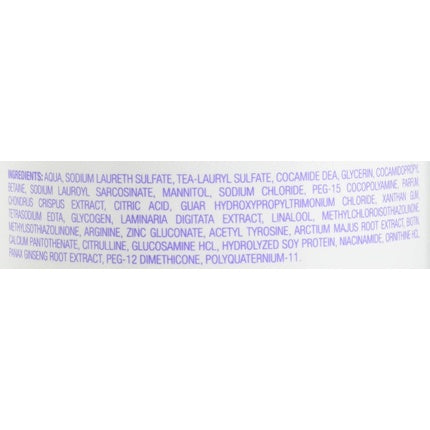 INGREDIENTS: AQUA, SODIUM LAURETH SULFATE, TEA-LAURYL SULFATE, COCAMIDE DEA, GLYCERIN, COCAMIDOPROPYL
BETAINE, SODIUM LAUROYL SARCOSINATE, MANNITOL, SODIUM CHLORIDE, PEG-15 COCOPOLYAMINE, PARFUM,
CHONDRUS CRISPUS EXTRACT, CITRIC ACID, GUAR HYDROXYPROPYLTRIMONIUM CHLORIDE, XANTHAN GUM,
TETRASODIUM EDTA, GLYCOGEN, LAMINARIA DIGITATA EXTRACT, LINALOOL, METHYLCHLOROISOTHIAZOLINONE,
METHYLISOTHIAZOLINONE, ARGININE, ZINC GLUCONATE, ACETYL TYROSINE, ARCTIUM MAJUS ROOT EXTRACT, BIOTIN,
CALCIUM PANTOTHENATE, CITRULLINE, GLUCOSAMINE HCL, HYDROLYZED SOY PROTEIN, NIACINAMIDE, ORNITHINE HCL,
PANAX GINSENG ROOT EXTRACT, PEG-12 DIMETHICONE, POLYQUATERNIUM-11.